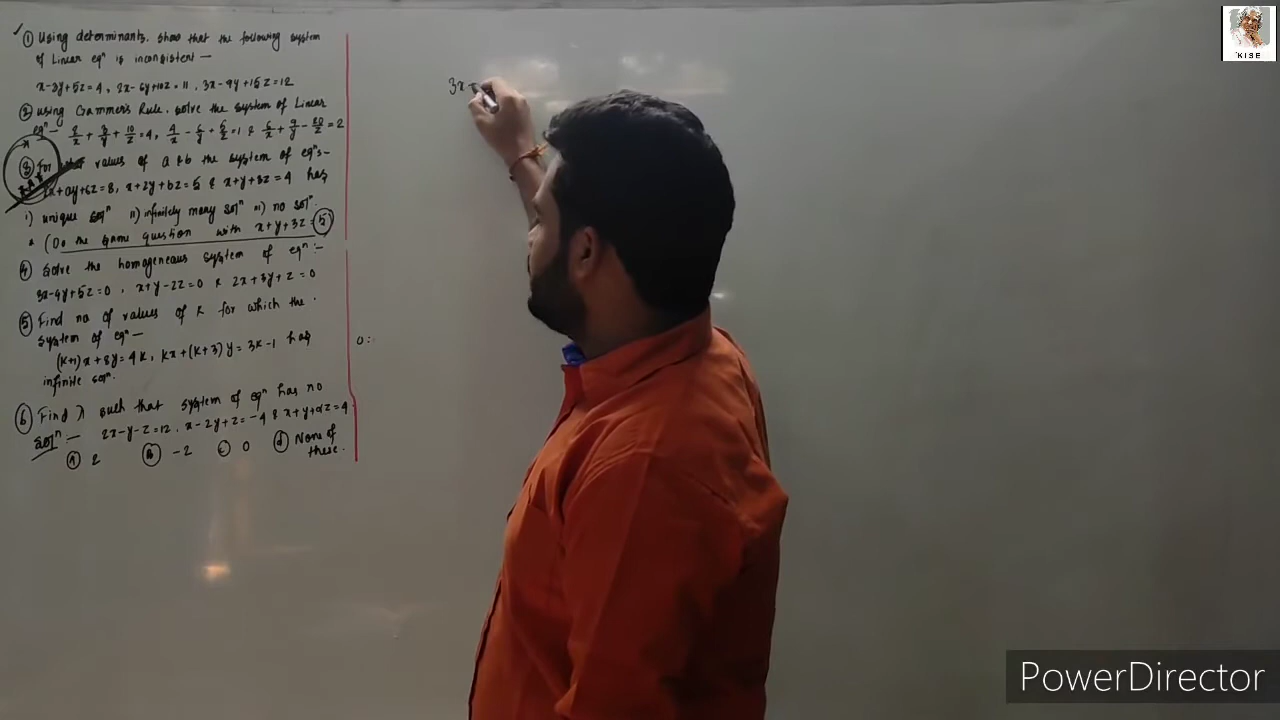 ① Using determinants. show that the following system
of Linear eqⁿ is inconsistent —
x-3y+5z=4, 2x-6y+10z=11, 3x-9y+15z=12
② Using Crammer's Rule. Solve the System of Linear
eqⁿ— 2/x + 3/y + 10/z = 4, 4/x - 6/y + 5/z = 1 & 6/x + 9/y - 20/z = 2
③ For values of a & b the system of eqⁿs-
x+ay+6z=8, x+2y+bz=5 & x+y+3z=4 has
i) unique solⁿ ii) infinitely many solⁿ iii) no solⁿ.
* (Do the same question with x+y+3z=5)
④ Solve the homogeneous system of eqⁿ:-
3x-4y+5z=0, x+y-2z=0 & 2x+3y+z=0
⑤ Find no of values of k for which the
system of eqⁿ—
(k+1)x+8y=4k, kx+(k+3)y=3k-1 has
infinite solⁿ.
⑥ Find λ such that system of eqⁿ has no
solⁿ:- 2x-y-z=12, x-2y+z=-4 & x+y+αz=4.
Ⓐ 2 Ⓑ -2 Ⓒ 0 ⓓ None of
these.
0:-
3x-
KISE
PowerDirector